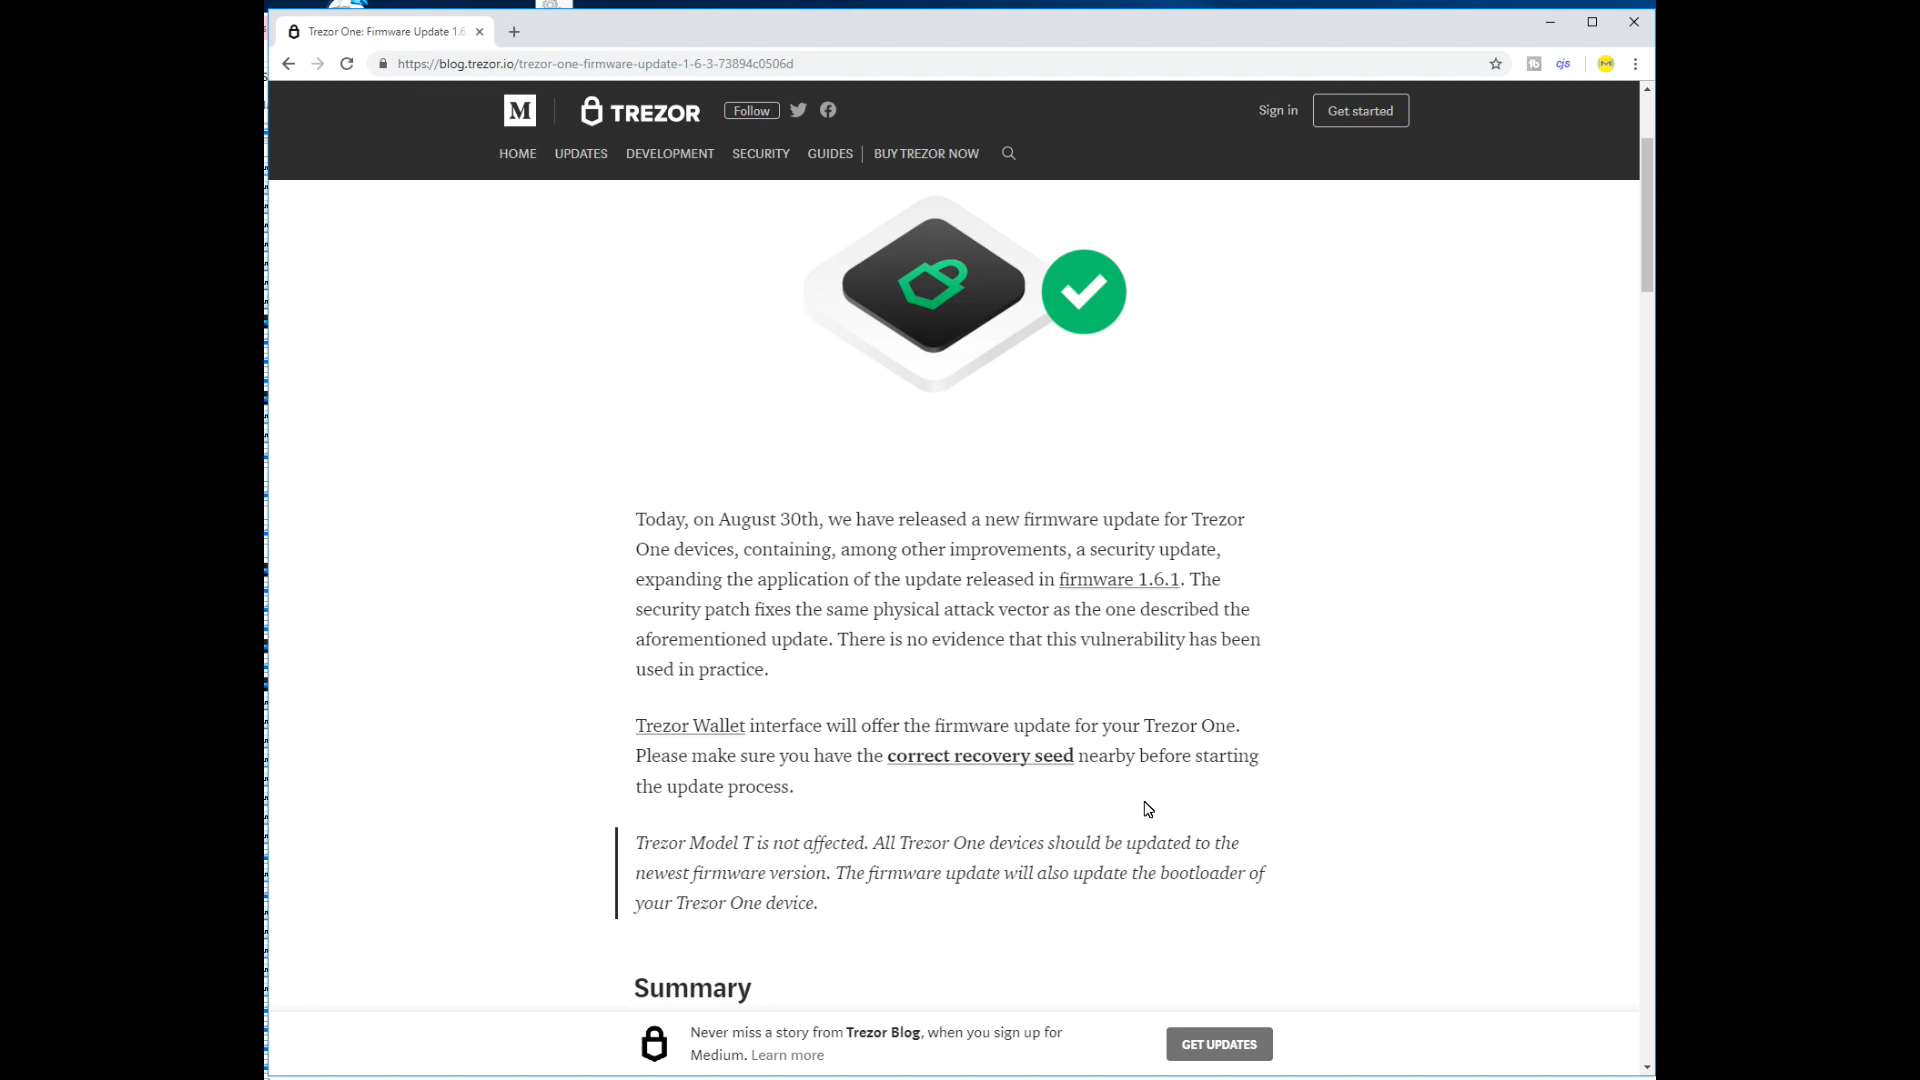 Trezor One: Firmware Update 1.6
https://blog.trezor.io/trezor-one-firmware-update-1-6-3-73894c0506d
cjs
M
TREZOR
Follow
Sign in
Get started
HOME
UPDATES
DEVELOPMENT
SECURITY
GUIDES
BUY TREZOR NOW
Today, on August 30th, we have released a new firmware update for Trezor
One devices, containing, among other improvements, a security update,
expanding the application of the update released in firmware 1.6.1. The
security patch fixes the same physical attack vector as the one described the
aforementioned update. There is no evidence that this vulnerability has been
used in practice.
Trezor Wallet interface will offer the firmware update for your Trezor One.
Please make sure you have the correct recovery seed nearby before starting
the update process.
Trezor Model T is not affected. All Trezor One devices should be updated to the
newest firmware version. The firmware update will also update the bootloader of
your Trezor One device.
Summary
Never miss a story from Trezor Blog, when you sign up for
Medium. Learn more
GET UPDATES